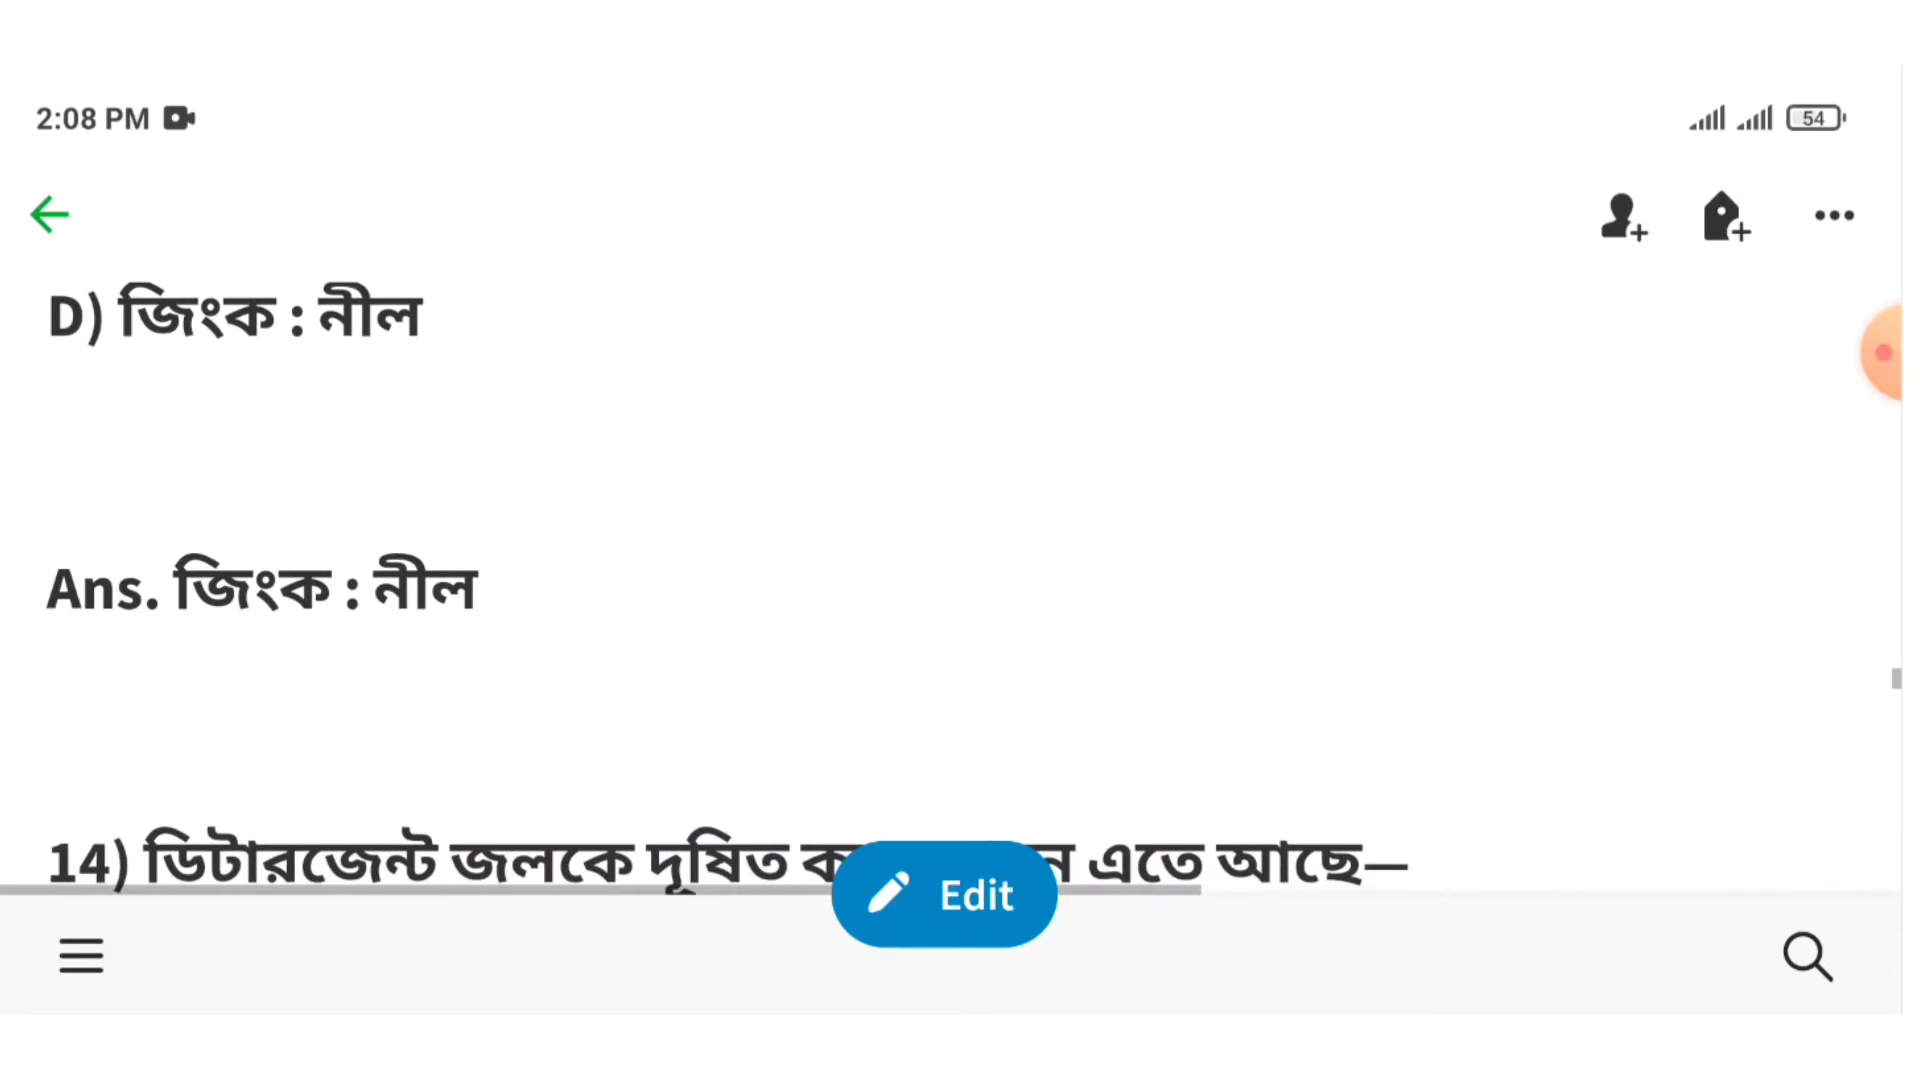 2:08 PM
54
D) জিংক : নীল
Ans. জিংক : নীল
14) ডিটারজেন্ট জলকে দূষিত এতে আছে—
Edit